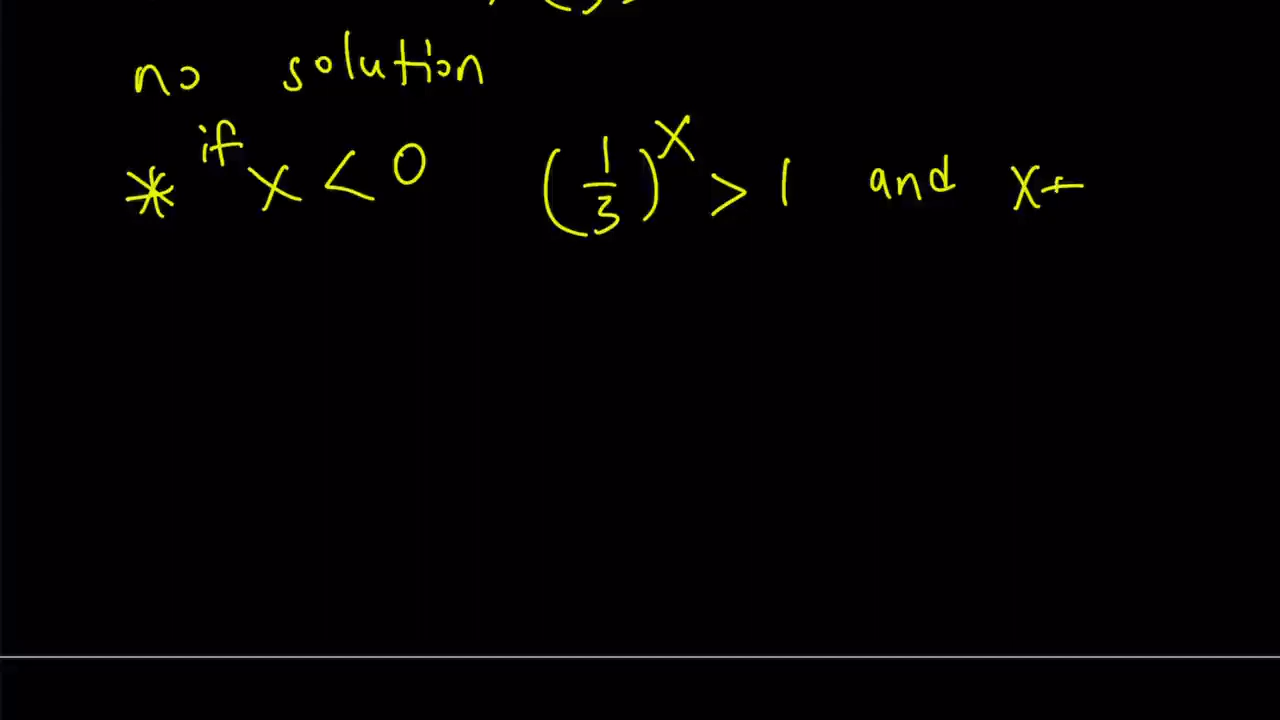 no solution
* if x < 0 (1/3)^x > 1 and x+